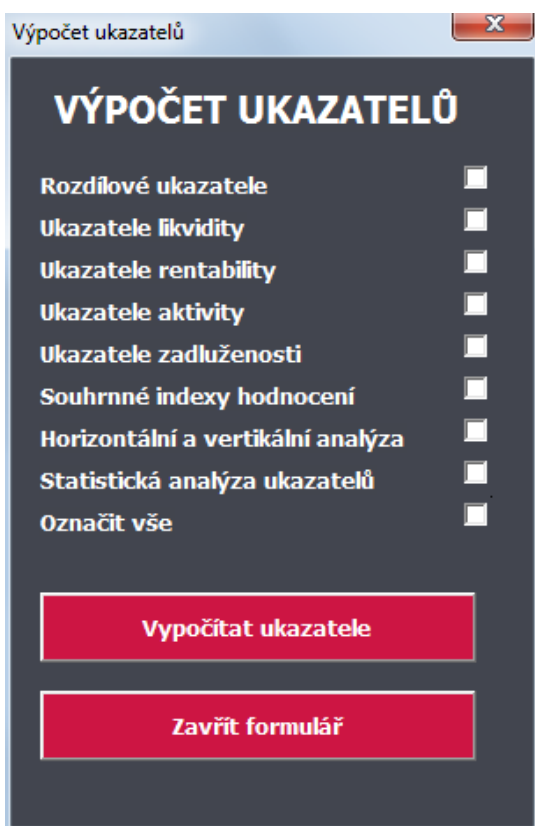 Výpočet ukazatelů
VÝPOČET UKAZATELŮ
Rozdílové ukazatele
Ukazatele likvidity
Ukazatele rentability
Ukazatele aktivity
Ukazatele zadluženosti
Souhrnné indexy hodnocení
Horizontální a vertikální analýza
Statistická analýza ukazatelů
Označit vše
Vypočítat ukazatele
Zavřít formulář